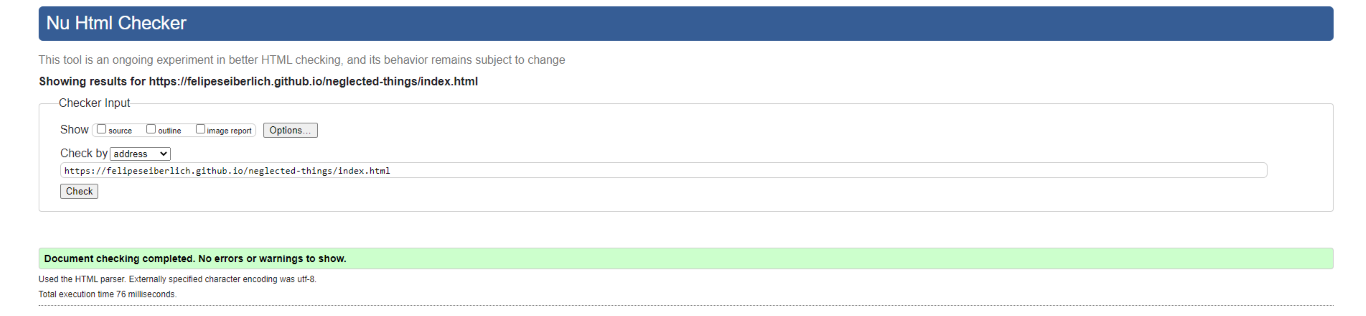 Nu Html Checker
This tool is an ongoing experiment in better HTML checking, and its behavior remains subject to change
Showing results for https://felipeseiberlich.github.io/neglected-things/index.html
Checker Input
Show source outline image report Options...
Check by address
https://felipeseiberlich.github.io/neglected-things/index.html
Check
Document checking completed. No errors or warnings to show.
Used the HTML parser. Externally specified character encoding was utf-8.
Total execution time 76 milliseconds.